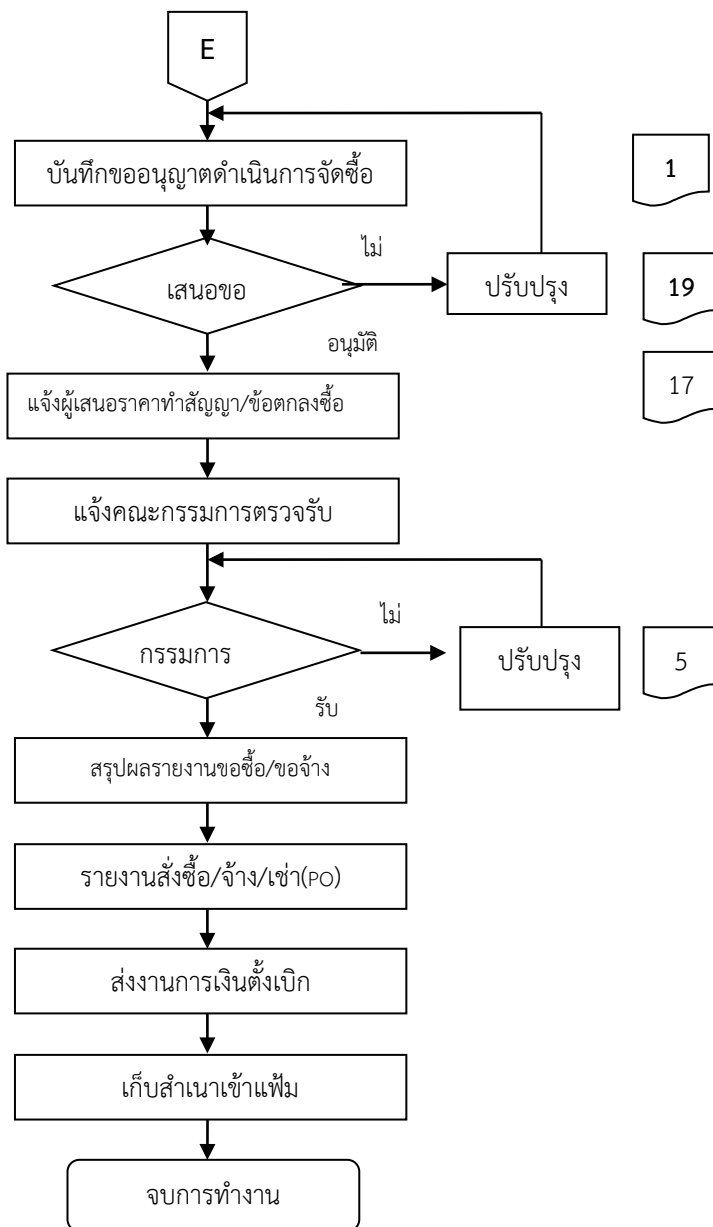 E
บันทึกขออนุญาตดำเนินการจัดซื้อ
1
ไม่
เสนอขอ
ปรับปรุง
19
อนุมัติ
17
แจ้งผู้เสนอราคาทำสัญญา/ข้อตกลงซื้อ
แจ้งคณะกรรมการตรวจรับ
ไม่
กรรมการ
ปรับปรุง
5
รับ
สรุปผลรายงานขอซื้อ/ขอจ้าง
รายงานสั่งซื้อ/จ้าง/เช่า(PO)
ส่งงานการเงินตั้งเบิก
เก็บสำเนาเข้าแฟ้ม
จบการทำงาน